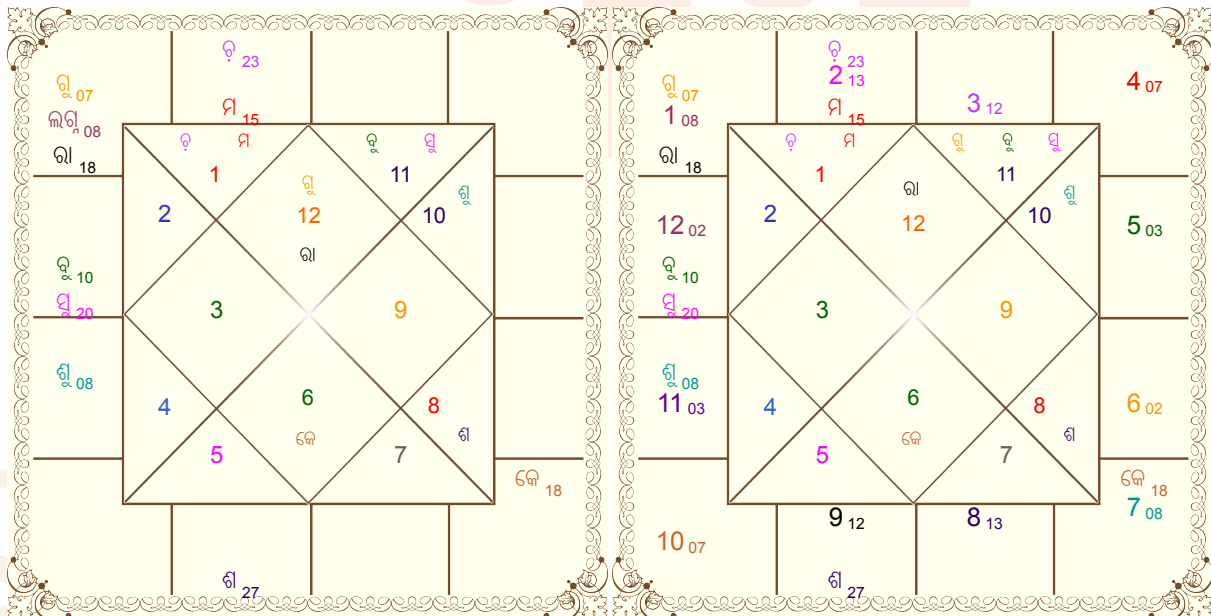 ଚ଼ 23
ଗୁ 07
ମ 15
ଲଗ୍ନ 08
ରା 18
ଚ଼ ମ
ବୁ ସୁ
1
ଗୁ
11
ଶୁ
2
12
10
ରା
ବୁ 10
ସୁ 20
3
9
ଶୁ 08
4
6
8
5
କେ
7
ଶ
କେ 18
ଶ 27
ଚ଼ 23
ଗୁ 07
2 13
4 07
1 08
ମ 15
3 12
ରା 18
ଚ଼ ମ
ଗୁ ବୁ ସୁ
1
ରା
11
ଶୁ
12 02
2
12
10
5 03
ବୁ 10
ସୁ 20
3
9
ଶୁ 08
11 03
4
6
8
6 02
5
କେ
7
ଶ
କେ 18
7 08
10 07
9 12
8 13
ଶ 27